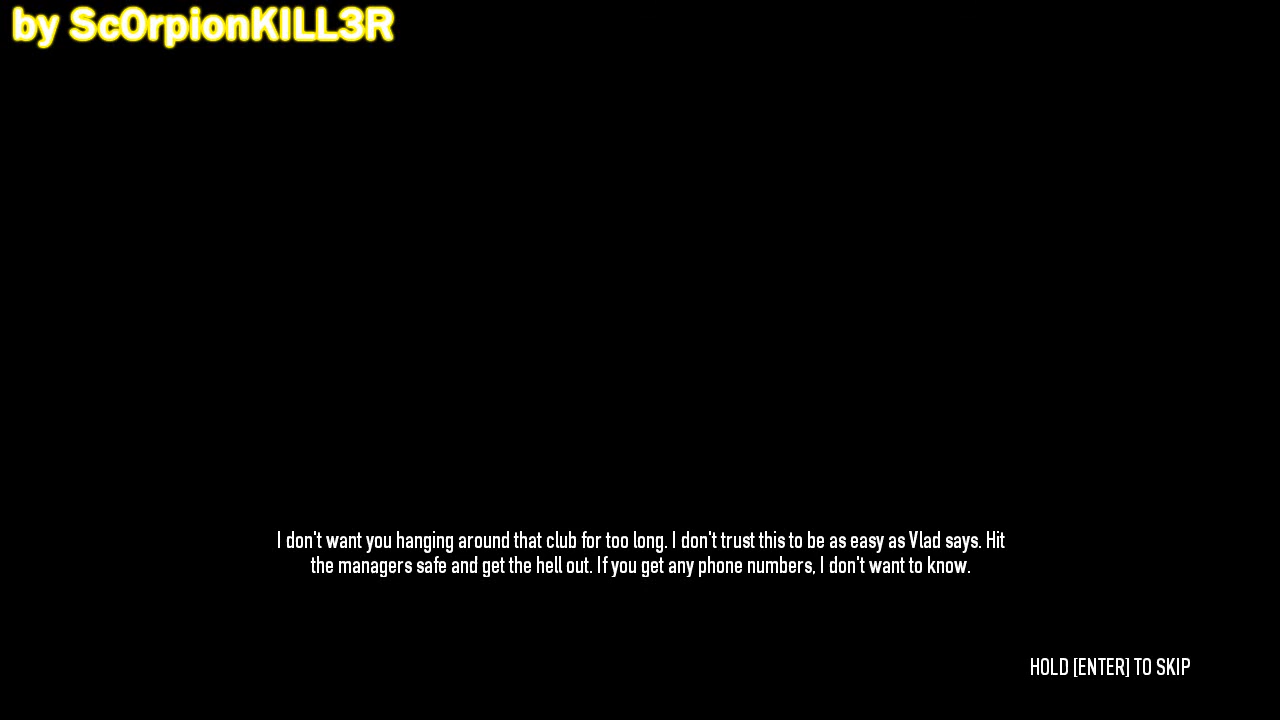 by Sc0rpionKILL3R
I don't want you hanging around that club for too long. I don't trust this to be as easy as Vlad says. Hit
the managers safe and get the hell out. If you get any phone numbers, I don't want to know.
HOLD [ENTER] TO SKIP